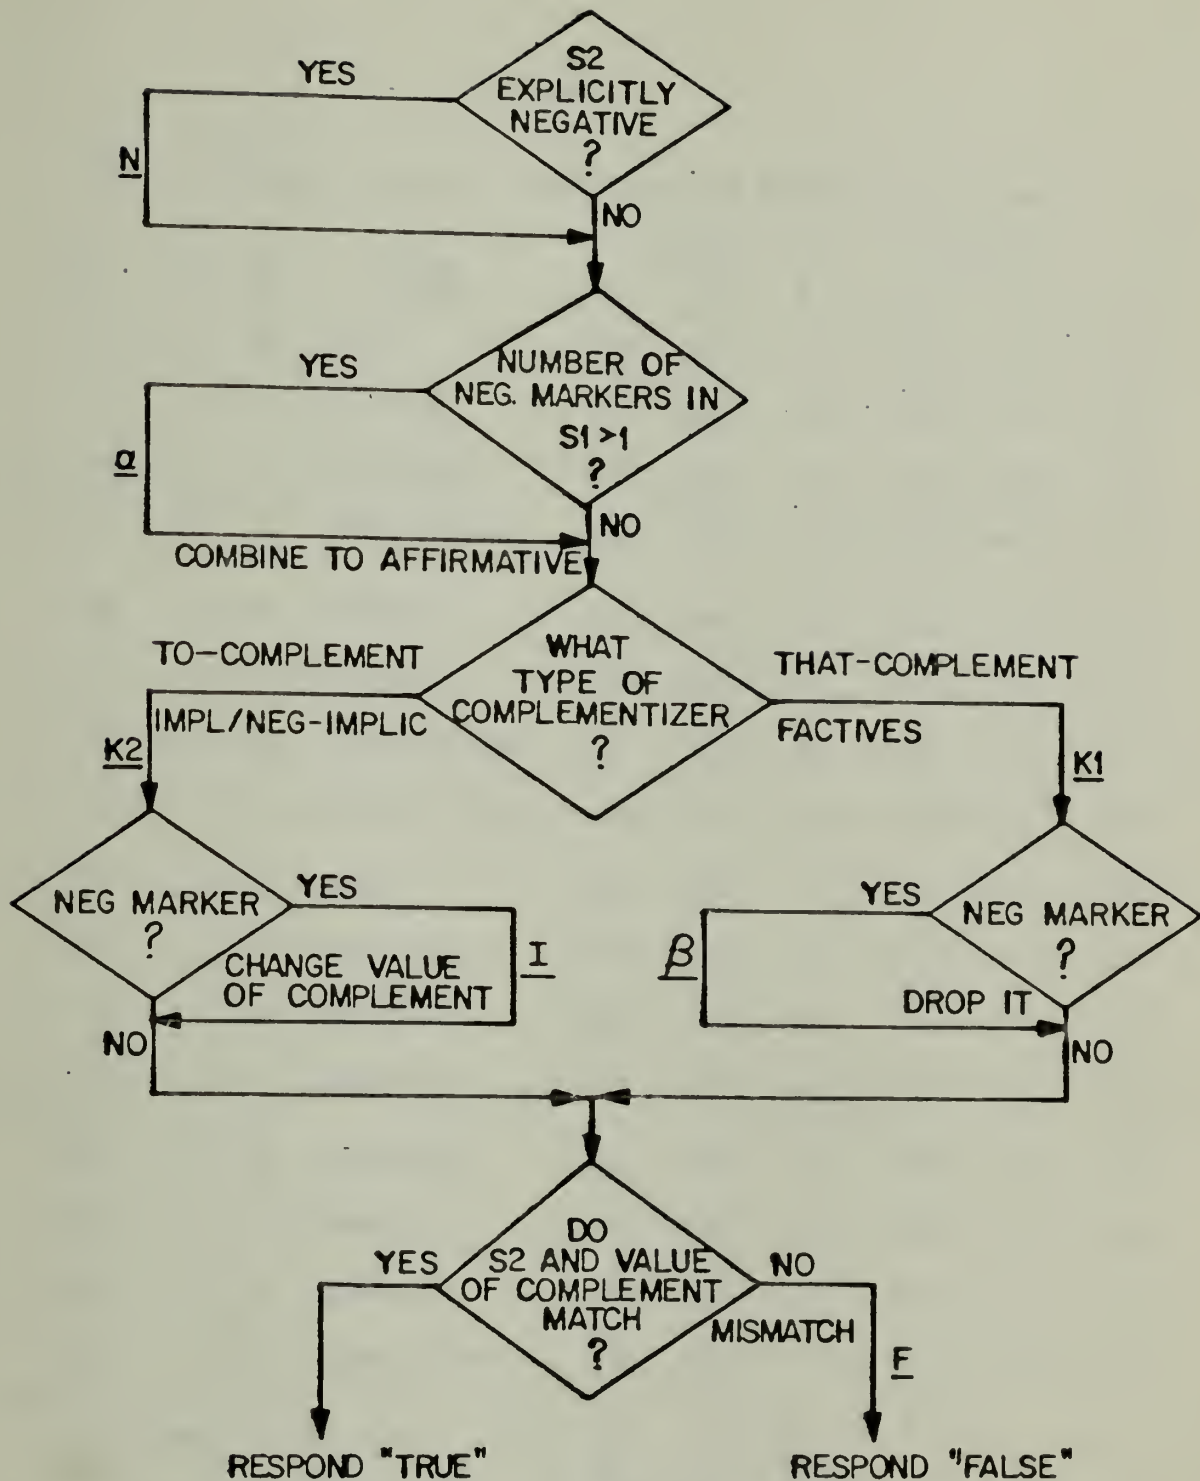 S2
EXPLICITLY
NEGATIVE
?
YES
N
NO
NUMBER OF
NEG. MARKERS IN
S1 >1
?
YES
α
NO
COMBINE TO AFFIRMATIVE
WHAT
TYPE OF
COMPLEMENTIZER
?
TO-COMPLEMENT
IMPL/NEG-IMPLIC
K2
THAT-COMPLEMENT
FACTIVES
K1
NEG MARKER
?
YES
I
CHANGE VALUE
OF COMPLEMENT
NO
NEG MARKER
?
YES
β
DROP IT
NO
DO
S2 AND VALUE
OF COMPLEMENT
MATCH
?
YES
NO
MISMATCH
F
RESPOND "TRUE"
RESPOND "FALSE"